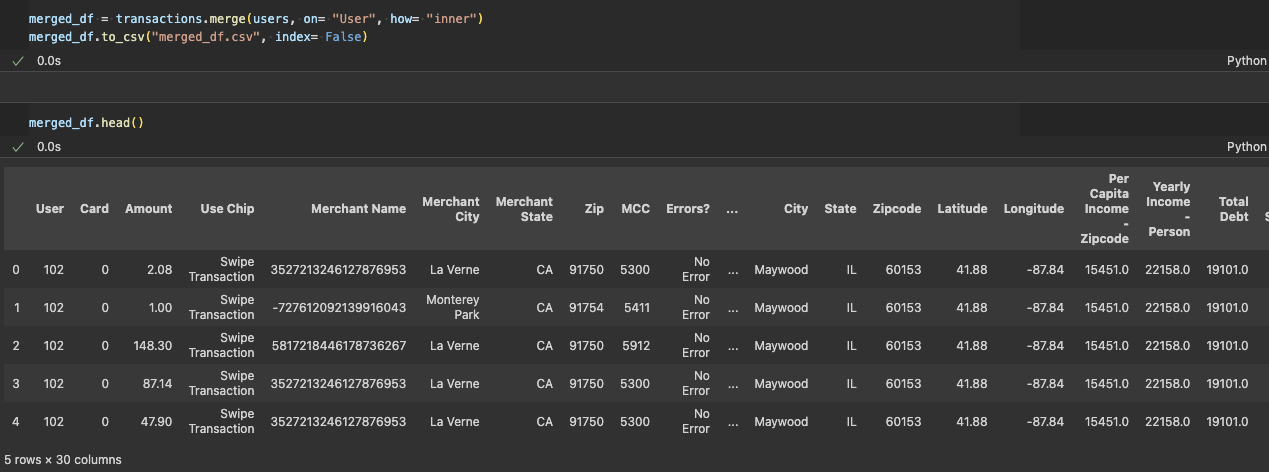 merged_df = transactions.merge(users, on= "User", how= "inner")
merged_df.to_csv("merged_df.csv", index= False)
0.0s Python
merged_df.head()
0.0s Python
User Card Amount Use Chip Merchant Name Merchant City Merchant State Zip MCC Errors? ... City State Zipcode Latitude Longitude Per Capita Income - Zipcode Yearly Income - Person Total Debt
0 102 0 2.08 Swipe Transaction 3527213246127876953 La Verne CA 91750 5300 No Error ... Maywood IL 60153 41.88 -87.84 15451.0 22158.0 19101.0
1 102 0 1.00 Swipe Transaction -727612092139916043 Monterey Park CA 91754 5411 No Error ... Maywood IL 60153 41.88 -87.84 15451.0 22158.0 19101.0
2 102 0 148.30 Swipe Transaction 5817218446178736267 La Verne CA 91750 5912 No Error ... Maywood IL 60153 41.88 -87.84 15451.0 22158.0 19101.0
3 102 0 87.14 Swipe Transaction 3527213246127876953 La Verne CA 91750 5300 No Error ... Maywood IL 60153 41.88 -87.84 15451.0 22158.0 19101.0
4 102 0 47.90 Swipe Transaction 3527213246127876953 La Verne CA 91750 5300 No Error ... Maywood IL 60153 41.88 -87.84 15451.0 22158.0 19101.0
5 rows × 30 columns